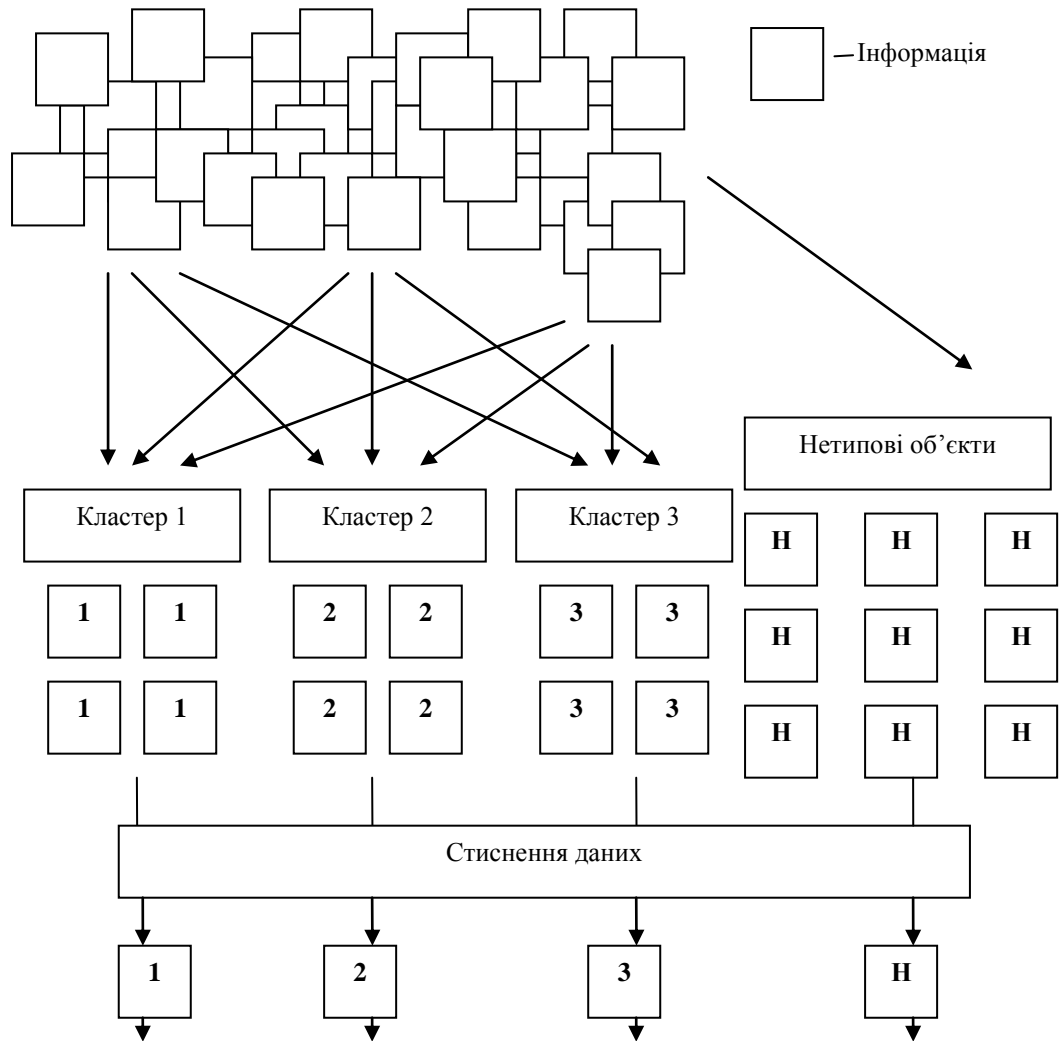 Інформація
Нетипові об’єкти
Кластер 1 Кластер 2 Кластер 3
Н Н Н
1 1 2 2 3 3
Н Н Н
1 1 2 2 3 3
Н Н Н
Стиснення даних
1 2 3 Н